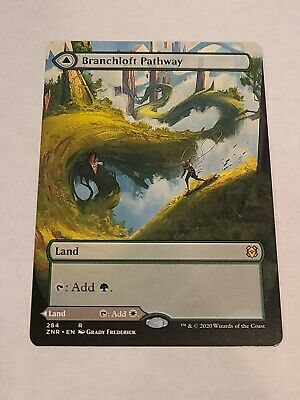 Branchloft Pathway
Land
: Add .
Land : Add
284 R
ZNR • EN GRADY FREDERICK ™ & © 2020 Wizards of the Coast